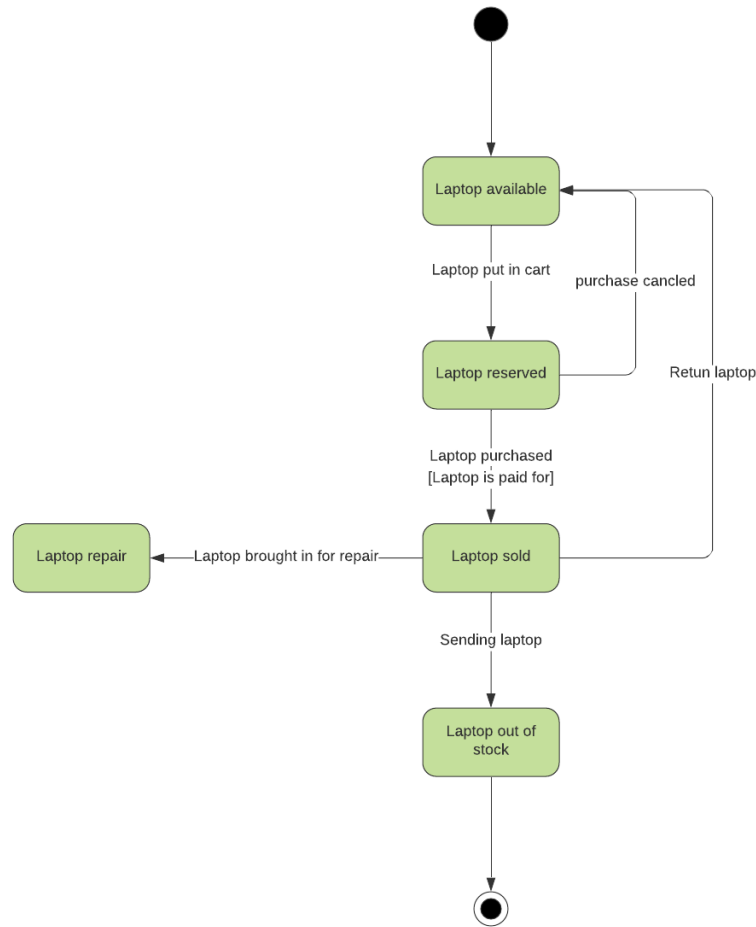 Laptop available
Laptop put in cart
purchase cancled
Laptop reserved
Retun laptop
Laptop purchased
[Laptop is paid for]
Laptop repair
Laptop brought in for repair
Laptop sold
Sending laptop
Laptop out of
stock